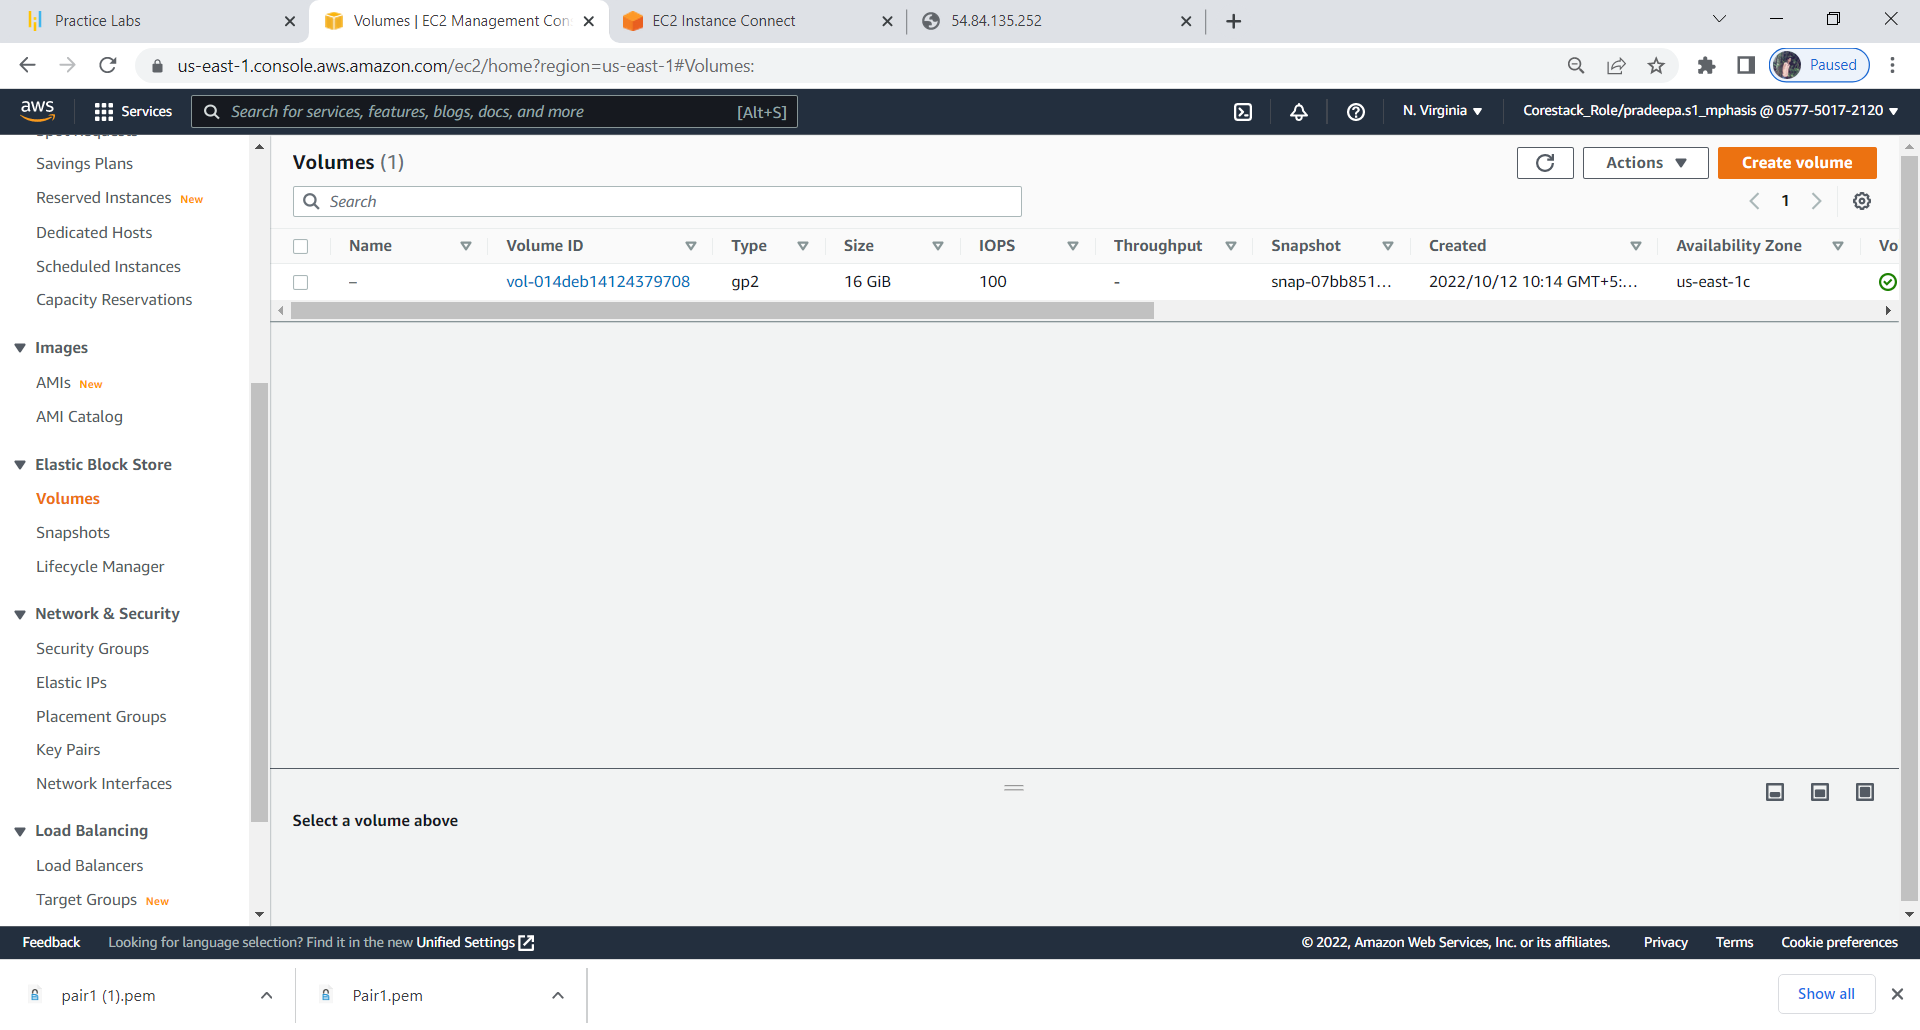 Practice Labs
Volumes | EC2 Management Con
EC2 Instance Connect
54.84.135.252
us-east-1.console.aws.amazon.com/ec2/home?region=us-east-1#Volumes:
Paused
aws
Services
Search for services, features, blogs, docs, and more
[Alt+S]
N. Virginia
Corestack_Role/pradeepa.s1_mphasis @ 0577-5017-2120
Spot Requests
Savings Plans
Reserved Instances New
Dedicated Hosts
Scheduled Instances
Capacity Reservations
Images
AMIs New
AMI Catalog
Elastic Block Store
Volumes
Snapshots
Lifecycle Manager
Network & Security
Security Groups
Elastic IPs
Placement Groups
Key Pairs
Network Interfaces
Load Balancing
Load Balancers
Target Groups New
Volumes (1)
Actions
Create volume
Search
1
Name Volume ID Type Size IOPS Throughput Snapshot Created Availability Zone Vo
– vol-014deb14124379708 gp2 16 GiB 100 - snap-07bb851... 2022/10/12 10:14 GMT+5:... us-east-1c
Select a volume above
Feedback
Looking for language selection? Find it in the new Unified Settings
© 2022, Amazon Web Services, Inc. or its affiliates.
Privacy
Terms
Cookie preferences
pair1 (1).pem
Pair1.pem
Show all